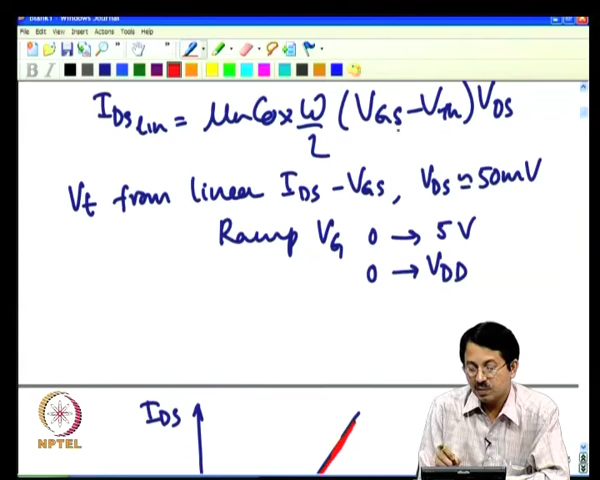 Blank1 - Windows Journal
File Edit View Insert Actions Tools Help
B I
IDS lin = μn Cox W/2 (VGS - Vth) VDS
Vt from linear IDS - VGS, VDS ≃ 50mV
Ramp VG 0 → 5V
0 → VDD
IDS
NPTEL